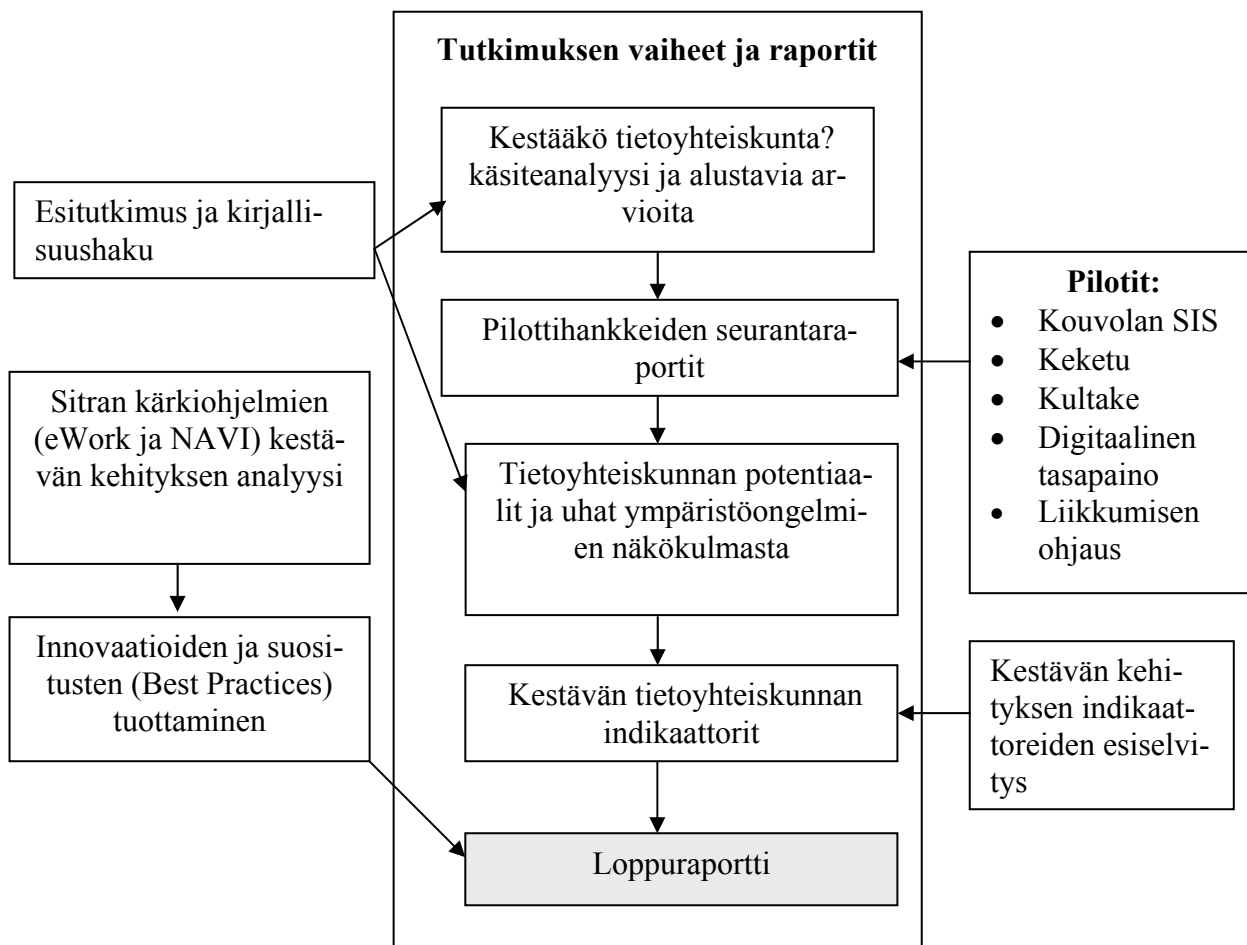 Tutkimuksen vaiheet ja raportit
Kestääkö tietoyhteiskunta?
käsiteanalyysi ja alustavia ar-
vioita
Esitutkimus ja kirjalli-
suushaku
Pilottihankkeiden seurantara-
portit
Pilotit:
• Kouvolan SIS
• Keketu
• Kultake
• Digitaalinen
tasapaino
• Liikkumisen
ohjaus
Sitran kärkiohjelmien
(eWork ja NAVI) kestä-
vän kehityksen analyysi
Tietoyhteiskunnan potentiaa-
lit ja uhat ympäristöongelmi-
en näkökulmasta
Innovaatioiden ja suosi-
tusten (Best Practices)
tuottaminen
Kestävän tietoyhteiskunnan
indikaattorit
Kestävän kehi-
tyksen indikaat-
toreiden esiselvi-
tys
Loppuraportti